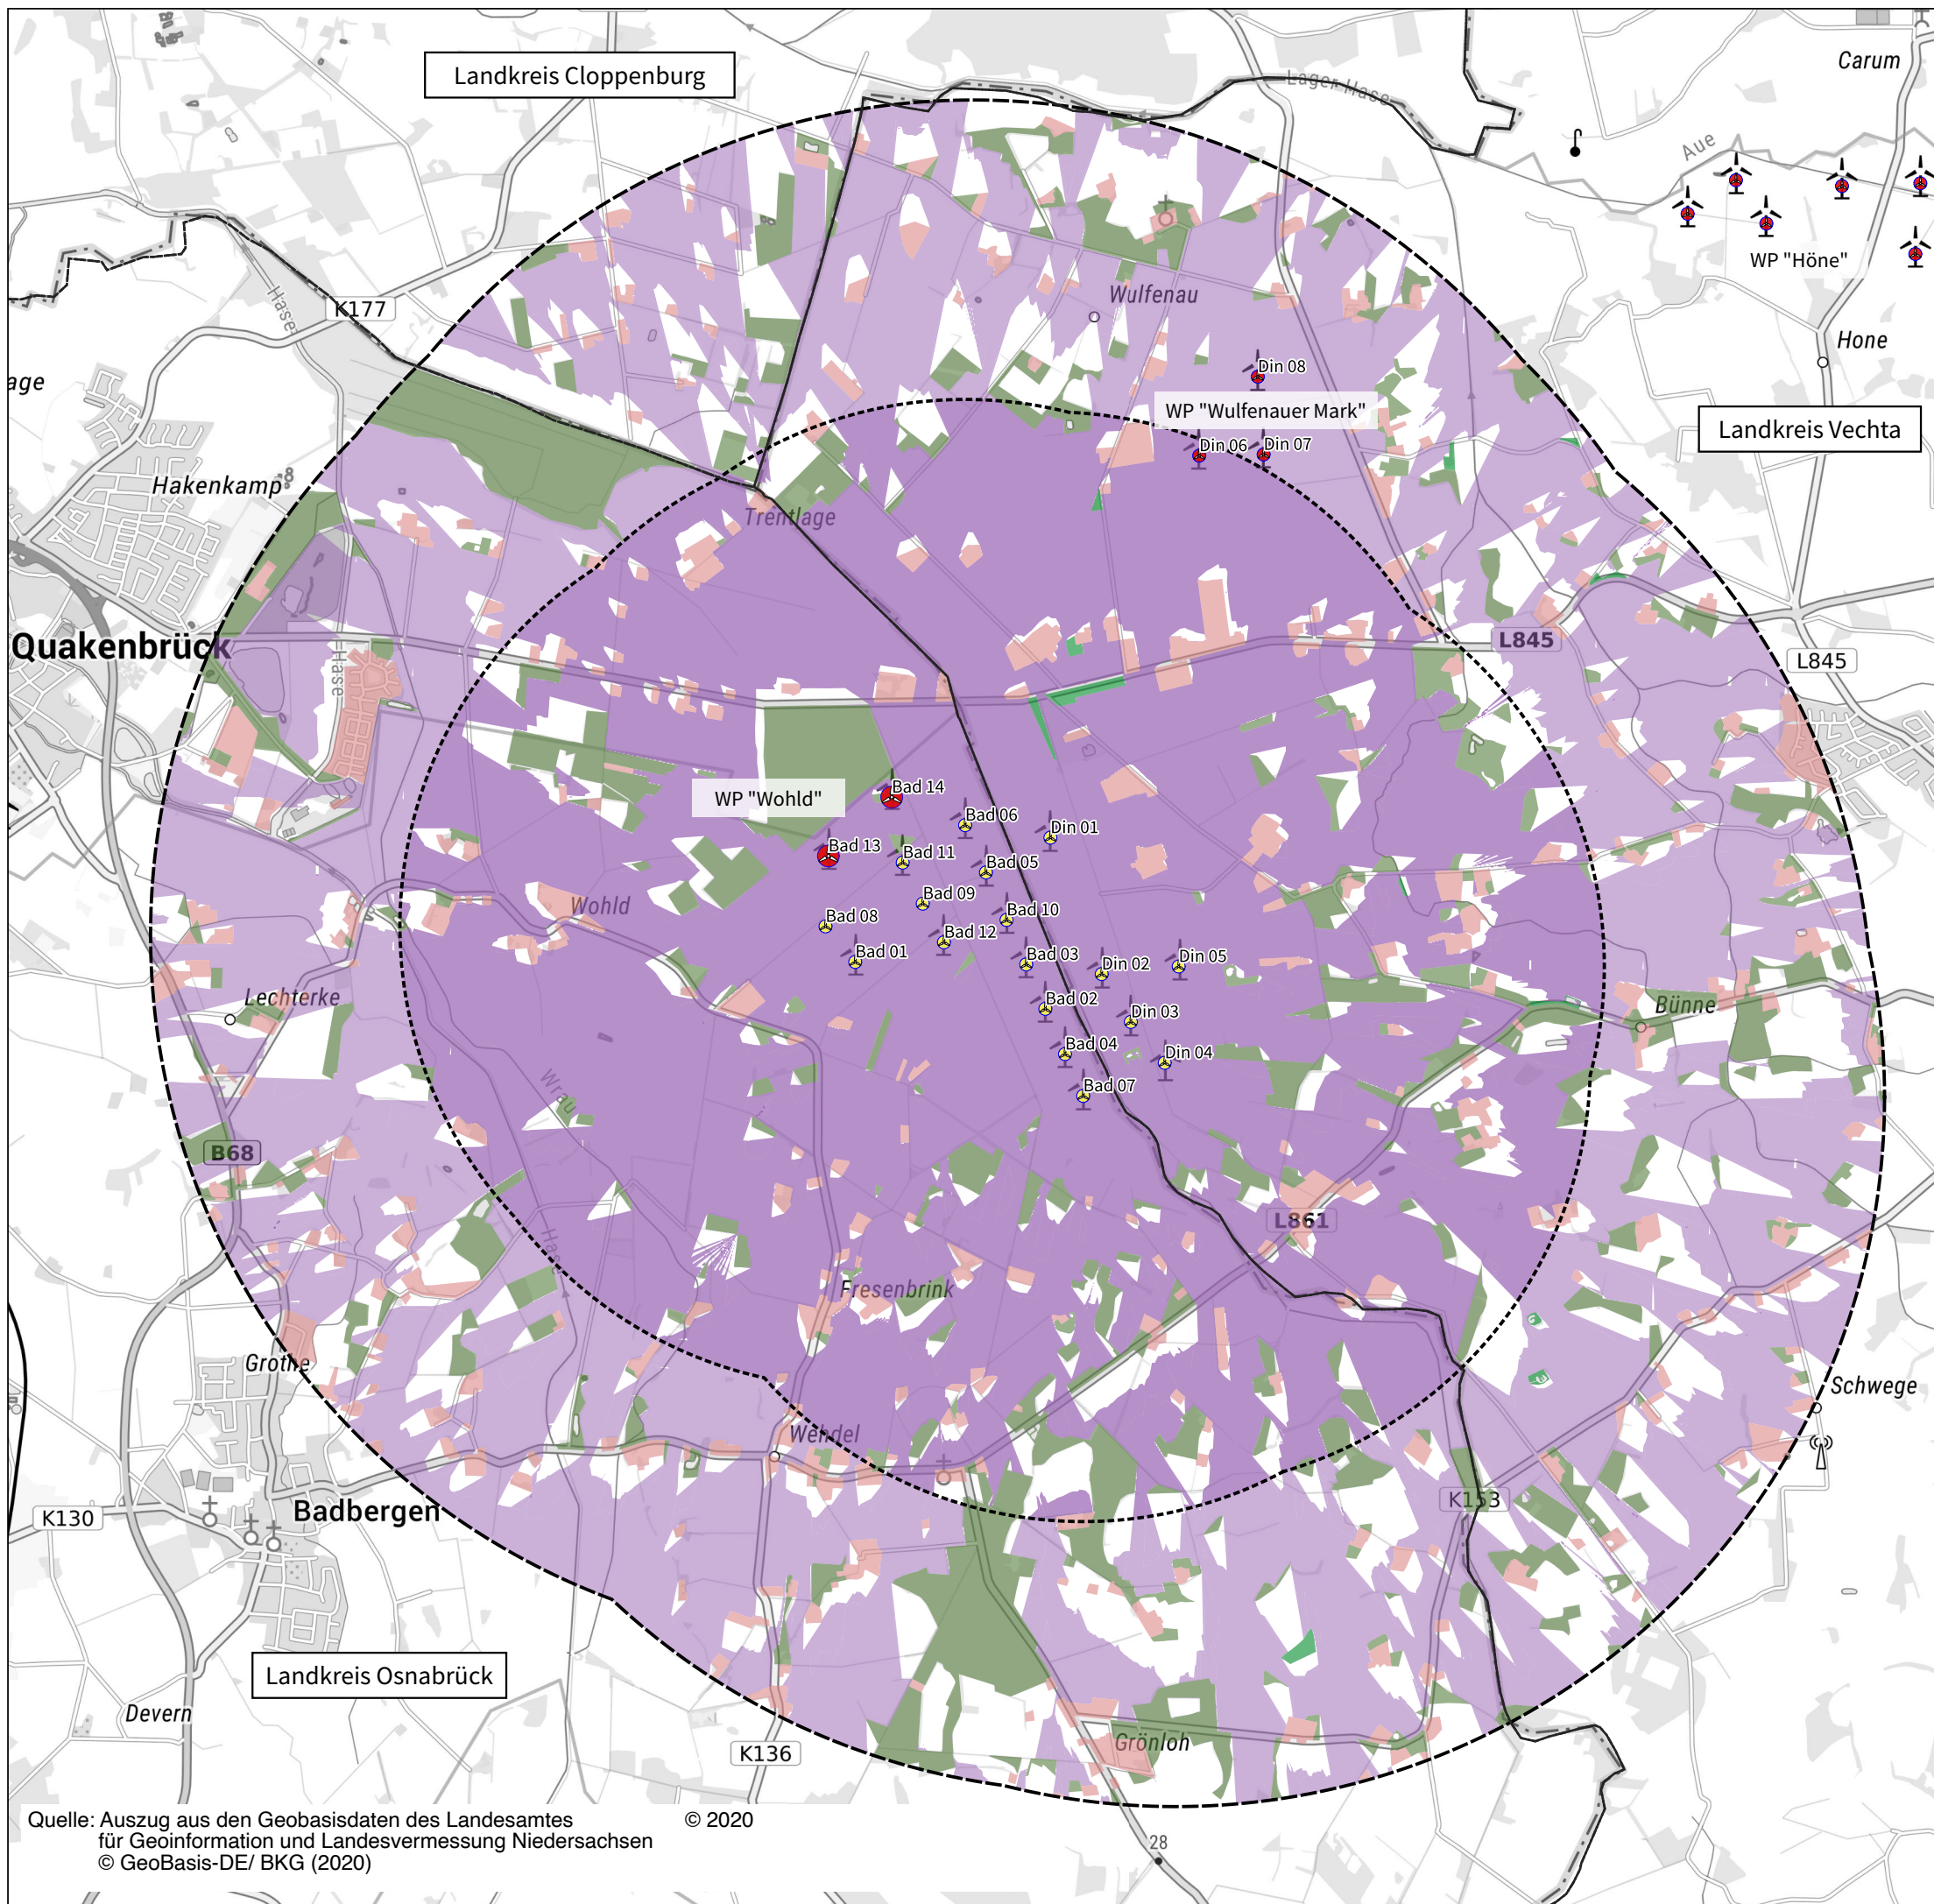 Landkreis Cloppenburg
Carum
Lager Hase
Aue
WP "Höne"
K177
Hase
Wulfenau
Hone
age
Din 08
WP "Wulfenauer Mark"
Landkreis Vechta
Din 06
Din 07
Hakenkamp
Trentlage
Quakenbrück
L845
L845
Hase
WP "Wohld"
Bad 14
Bad 06
Din 01
Bad 13
Bad 11
Bad 05
Bad 09
Wohld
Bad 08
Bad 10
Bad 12
Bad 01
Bad 03
Din 02
Din 05
Lechterke
Bad 02
Din 03
Bünne
Bad 04
Din 04
Wrau
Bad 07
B68
L861
Hase
Fresenbrink
Grothe
Schwege
Wehdel
K153
K130
Badbergen
Landkreis Osnabrück
Devern
Grönloh
K136
Quelle: Auszug aus den Geobasisdaten des Landesamtes © 2020
für Geoinformation und Landesvermessung Niedersachsen
© GeoBasis-DE/ BKG (2020)
28